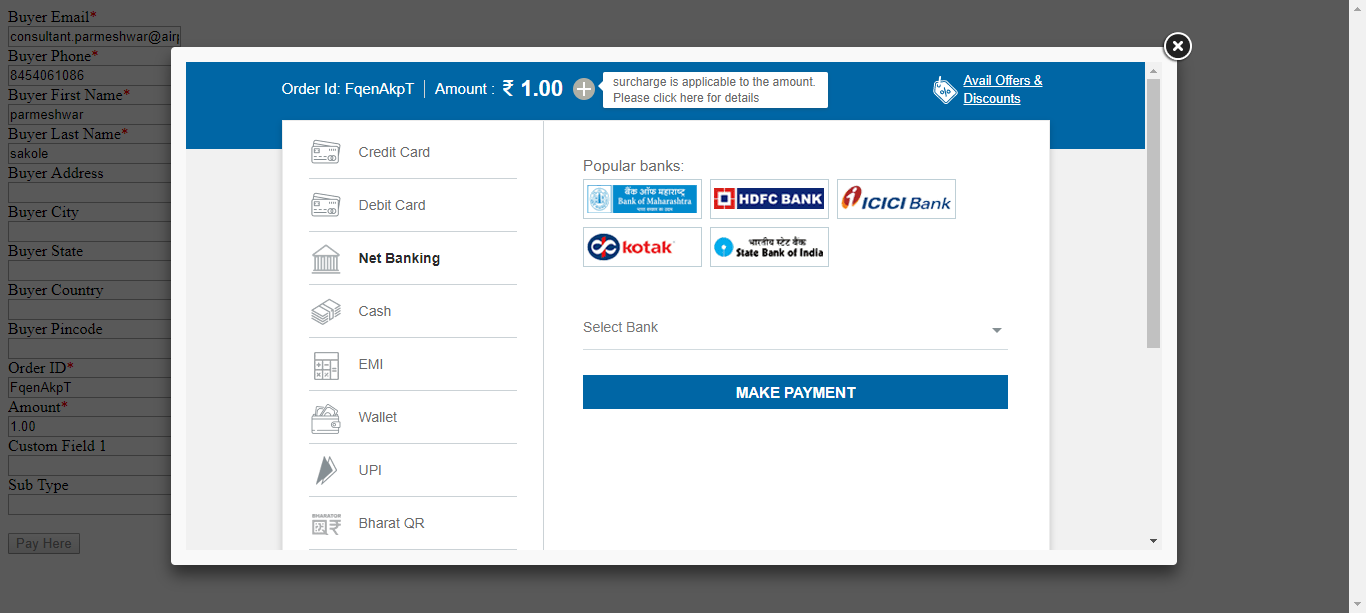 Buyer Email*
consultant.parmeshwar@airp
Buyer Phone*
8454061086
Buyer First Name*
parmeshwar
Buyer Last Name*
sakole
Buyer Address
Buyer City
Buyer State
Buyer Country
Buyer Pincode
Order ID*
FqenAkpT
Amount*
1.00
Custom Field 1
Sub Type
Pay Here
Order Id: FqenAkpT
Amount : ₹ 1.00
surcharge is applicable to the amount.
Please click here for details
%
Avail Offers &
Discounts
Credit Card
Debit Card
Net Banking
Cash
EMI
Wallet
UPI
BHARATQR
Bharat QR
Popular banks:
बैंक ऑफ महाराष्ट्र
Bank of Maharashtra
HDFC BANK
ICICI Bank
kotak
भारतीय स्टेट बैंक
State Bank of India
Select Bank
MAKE PAYMENT